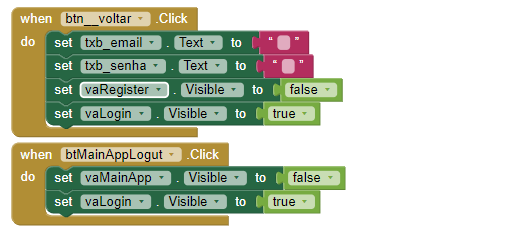 when btn__voltar .Click
do set txb_email . Text to " "
set txb_senha . Text to " "
set vaRegister . Visible to false
set vaLogin . Visible to true
when btMainAppLogut .Click
do set vaMainApp . Visible to false
set vaLogin . Visible to true